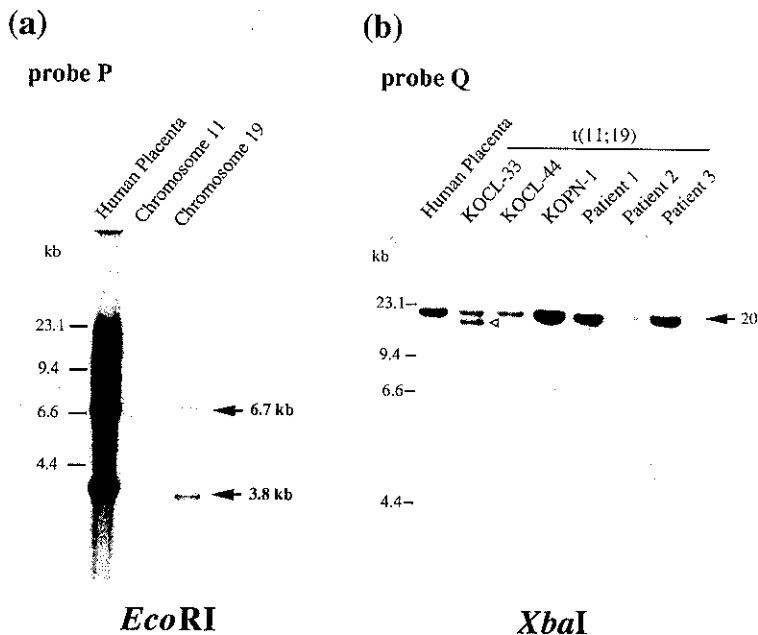 (a)
probe P
Human Placenta
Chromosome 11
Chromosome 19
kb
23.1
9.4
6.6
4.4
6.7 kb
3.8 kb
EcoRI
(b)
probe Q
t(11;19)
Human Placenta
KOCL-33
KOCL-44
KOPN-1
Patient 1
Patient 2
Patient 3
kb
23.1
9.4
6.6
4.4
20
XbaI